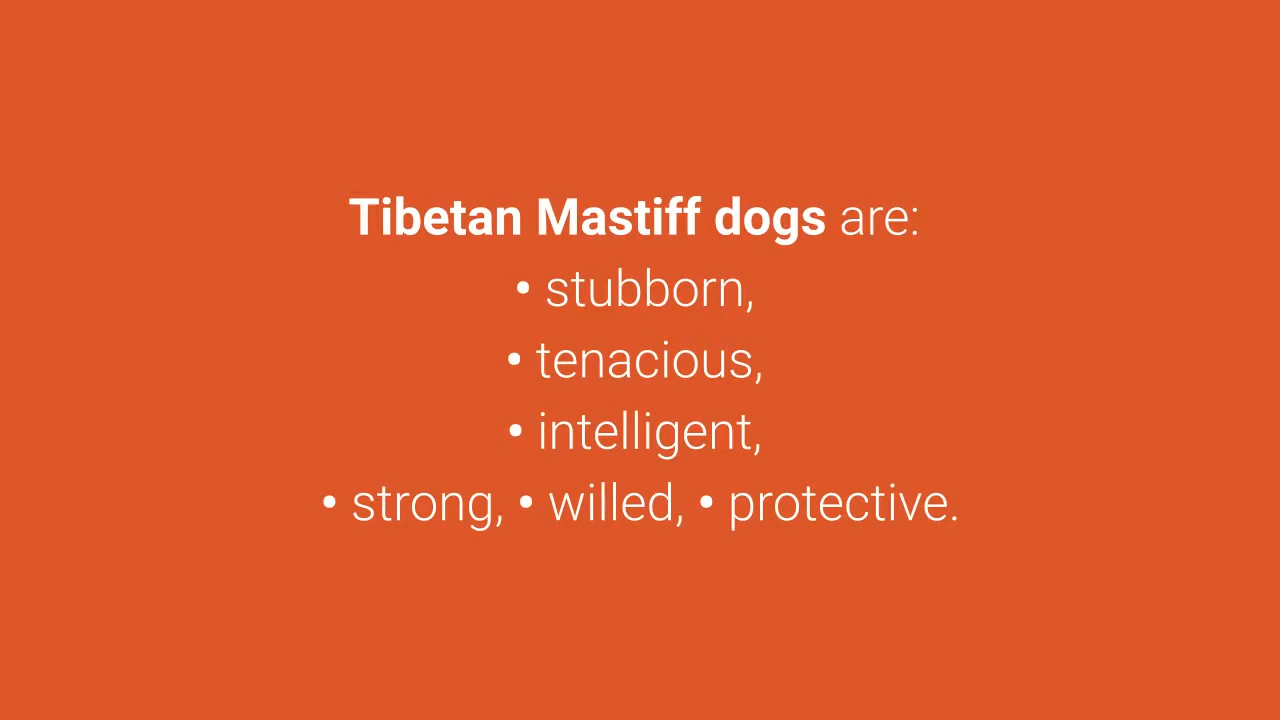 Tibetan Mastiff dogs are:
• stubborn,
• tenacious,
• intelligent,
• strong, • willed, • protective.